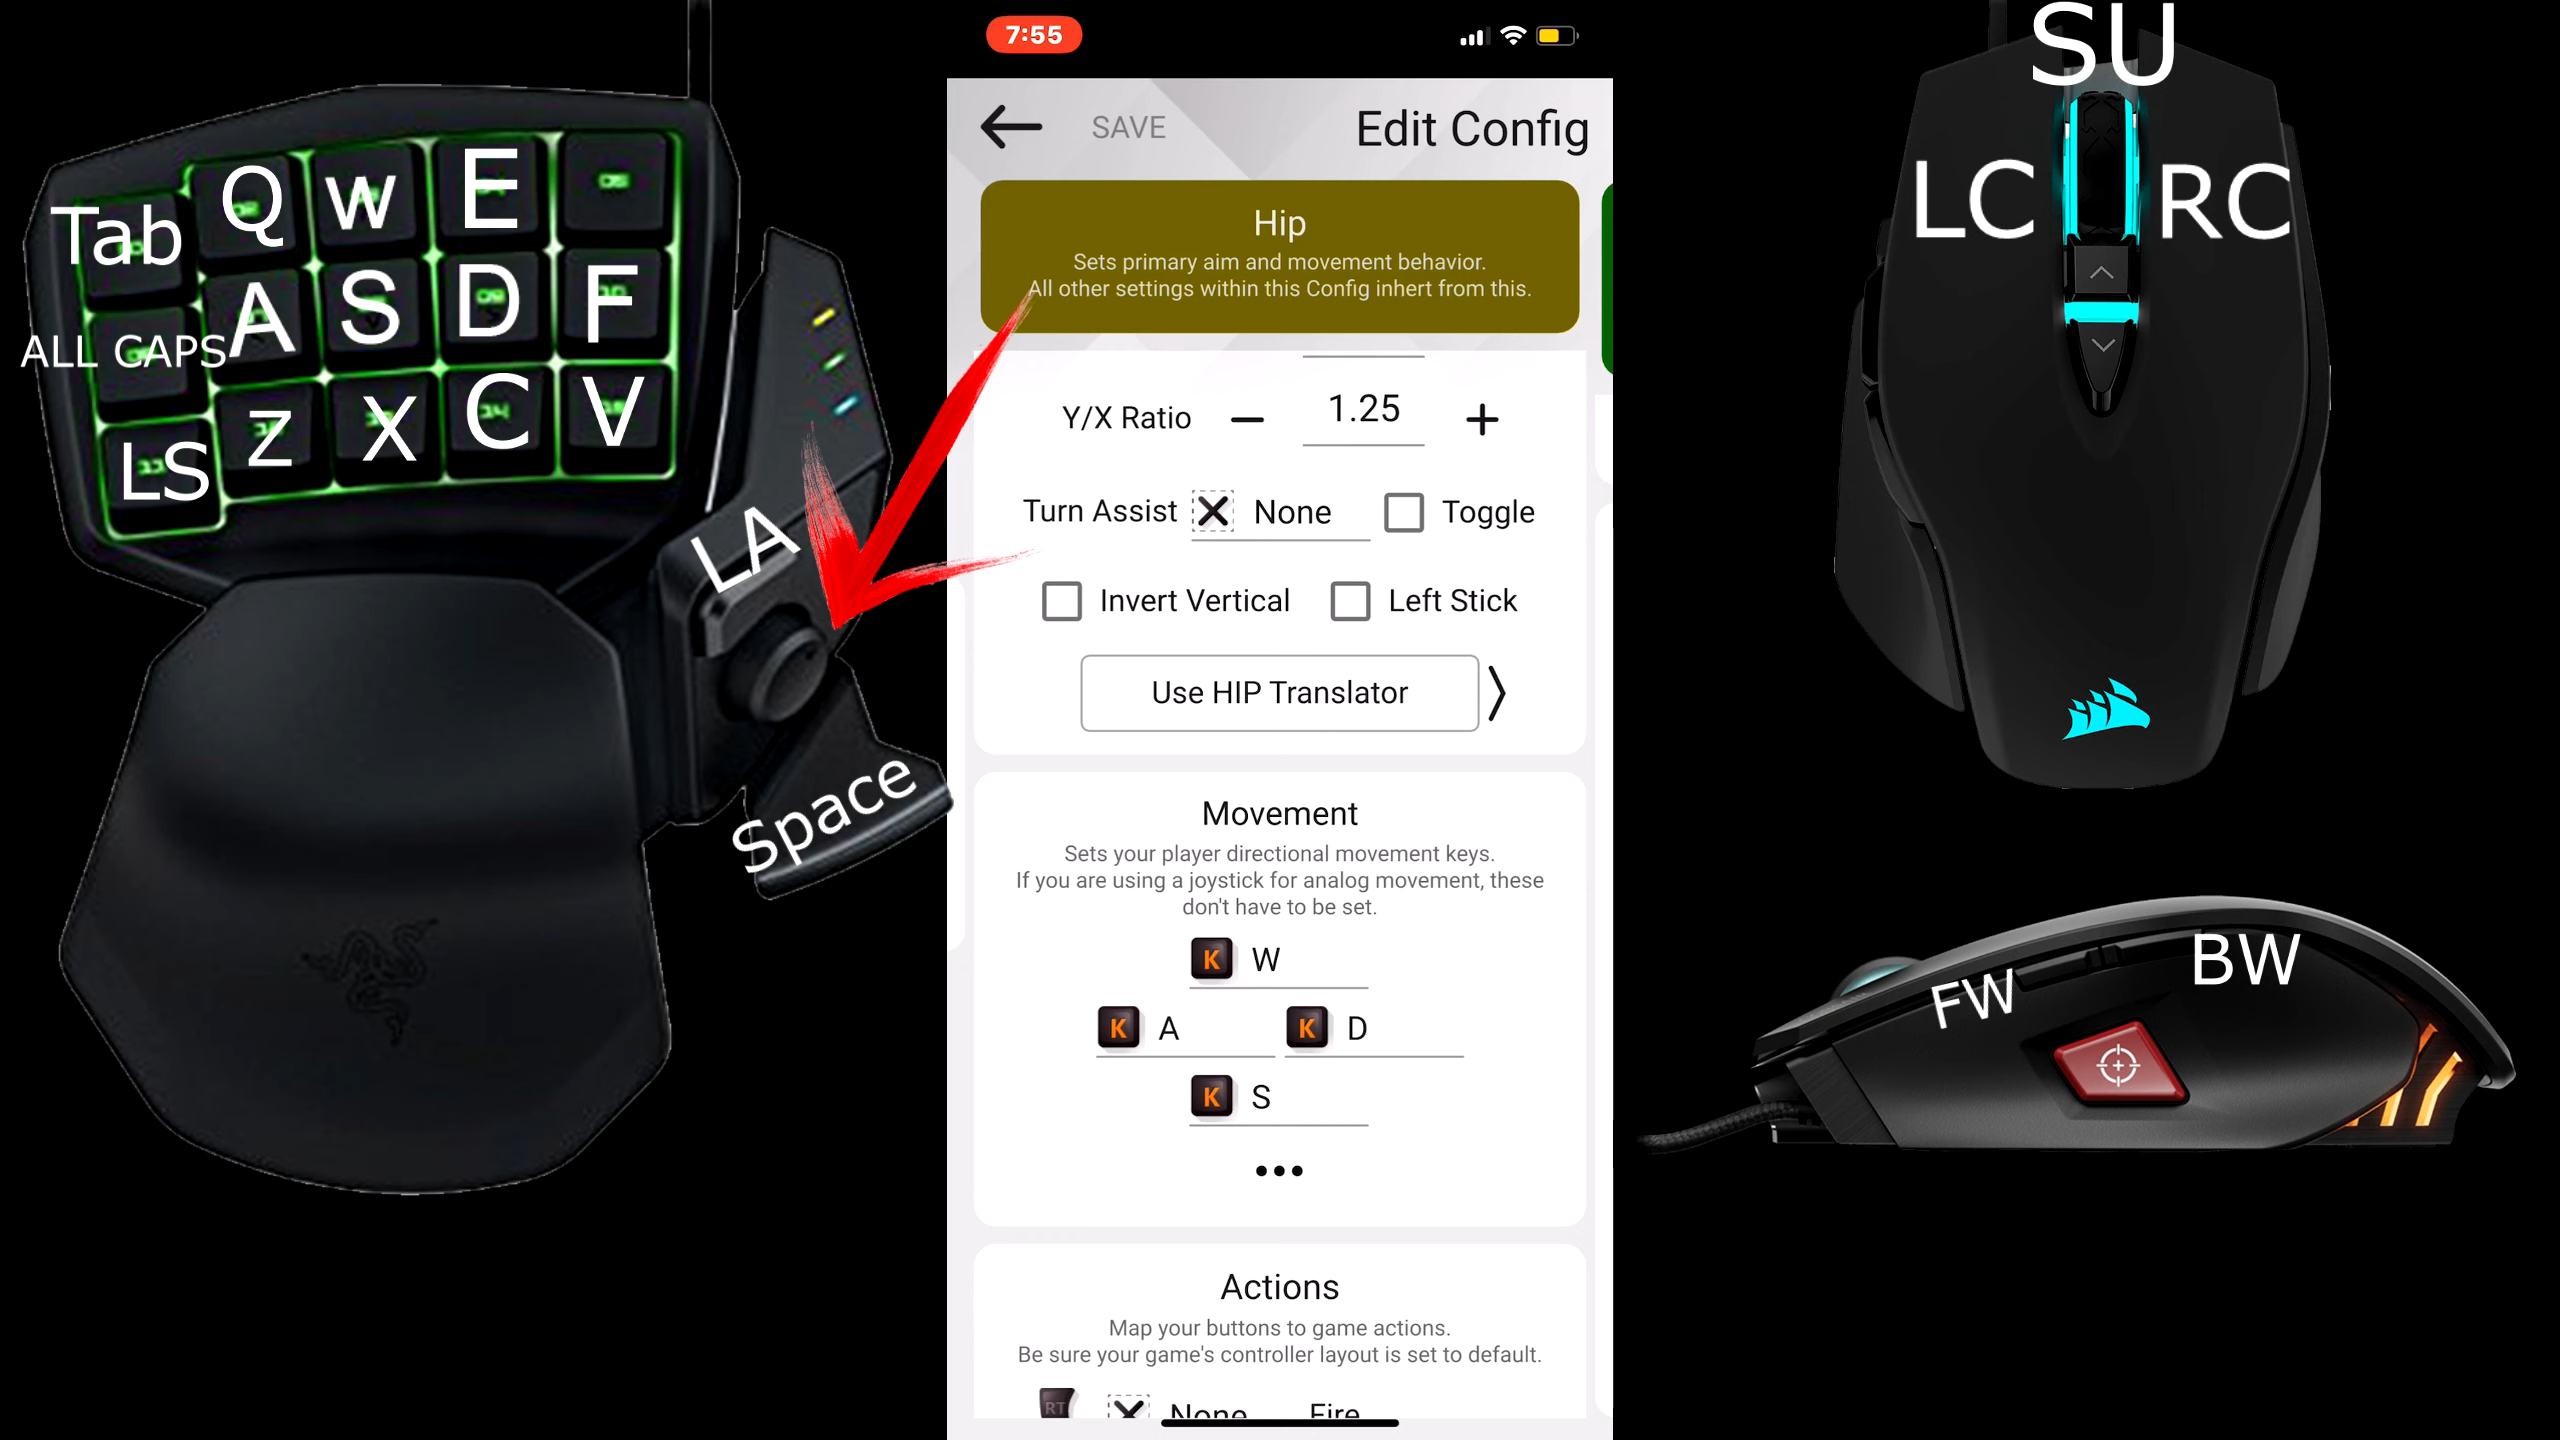 Q
W
E
05
Tab
A
S
D
F
ALL CAPS
Z
X
C
V
LS
LA
Space
7:55
SAVE
Edit Config
Hip
Sets primary aim and movement behavior.
All other settings within this Config inhert from this.
Y/X Ratio
1.25
Turn Assist
None
Toggle
Invert Vertical
Left Stick
Use HIP Translator
Movement
Sets your player directional movement keys.
If you are using a joystick for analog movement, these
don't have to be set.
K W
K A
K D
K S
Actions
Map your buttons to game actions.
Be sure your game's controller layout is set to default.
RT
None
Fire
SU
LC
RC
FW
BW